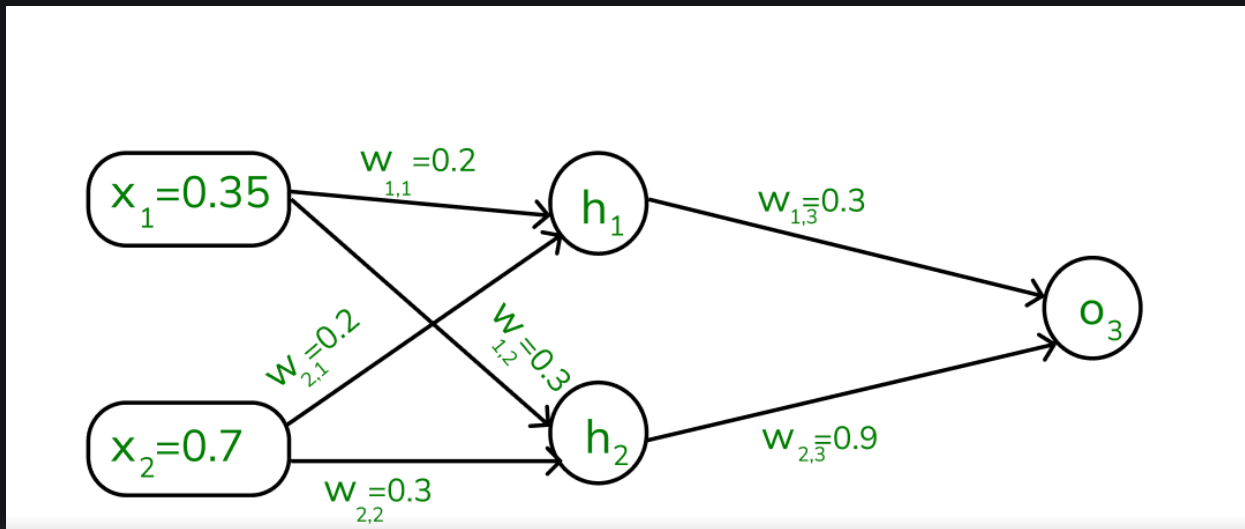 x₁=0.35
w₁,₁=0.2
h₁
w₁,₃=0.3
o₃
w₂,₁=0.2
w₁,₂=0.3
x₂=0.7
h₂
w₂,₃=0.9
w₂,₂=0.3